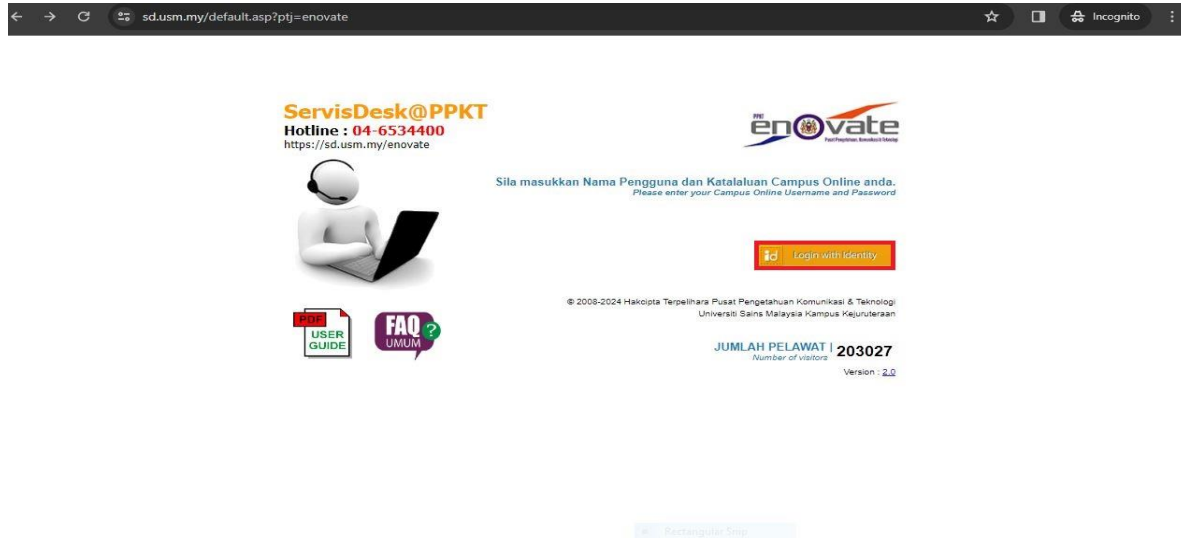 sd.usm.my/default.asp?ptj=enovate
Incognito
ServisDesk@PPKT
Hotline : 04-6534400
https://sd.usm.my/enovate
PPKT
enovate
Sila masukkan Nama Pengguna dan Katalaluan Campus Online anda.
Please enter your Campus Online Username and Password
id Login with Identity
© 2008-2024 Hakcipta Terpelihara Pusat Pengetahuan Komunikasi & Teknologi
Universiti Sains Malaysia Kampus Kejuruteraan
PDF
USER
GUIDE
FAQ ?
UMUM
JUMLAH PELAWAT | 203027
Number of visitors
Version : 2.0
Rectangular Snip